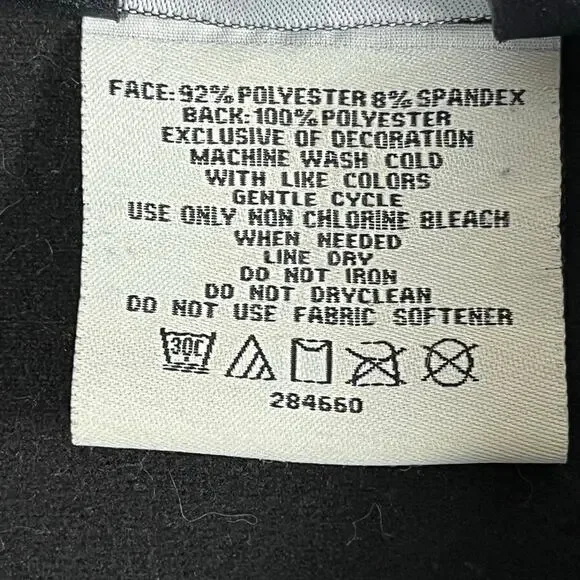 FACE: 92% POLYESTER 8% SPANDEX
BACK: 100% POLYESTER
EXCLUSIVE OF DECORATION
MACHINE WASH COLD
WITH LIKE COLORS
GENTLE CYCLE
USE ONLY NON CHLORINE BLEACH
WHEN NEEDED
LINE DRY
DO NOT IRON
DO NOT DRYCLEAN
DO NOT USE FABRIC SOFTENER
30C
284660